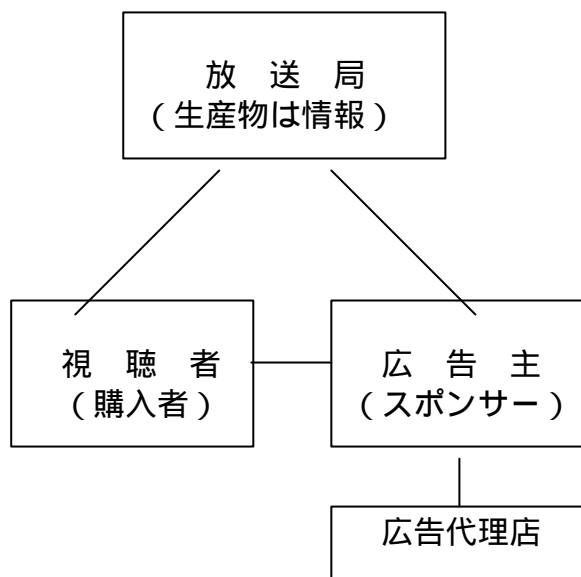 放　送　局
（生産物は情報）
視　聴　者
（購入者）
広　告　主
（スポンサー）
広告代理店